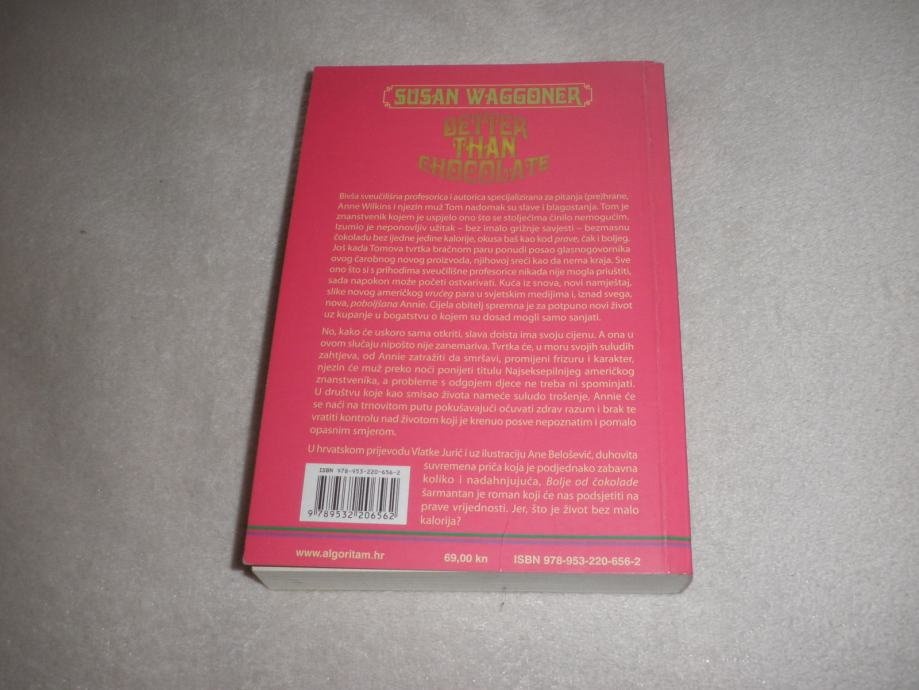 SUSAN WAGGONER
BETTER
THAN
CHOCOLATE
Bivša sveučilišna profesorica i autorica specijalizirana za pitanja (pre)hrane,
Anne Wilkins i njezin muž Tom nadomak su slave i blagostanja. Tom je
znanstvenik kojem je uspjelo ono što se stoljećima činilo nemogućim.
Izumio je neponovljiv užitak – bez imalo grižnje savjesti – bezmasnu
čokoladu bez ijedne jedine kalorije, okusa baš kao kod prave, čak i boljeg.
Još kada Tomova tvrtka bračnom paru ponudi posao glasnogovornika
ovog čarobnog novog proizvoda, njihovoj sreći kao da nema kraja. Sve
ono što si s prihodima sveučilišne profesorice nikada nije mogla priuštiti,
sada napokon može početi ostvarivati. Kuća iz snova, novi namještaj,
slike novog američkog vrućeg para u svjetskim medijima i, iznad svega,
nova, poboljšana Annie. Cijela obitelj spremna je za potpuno novi život
uz kupanje u bogatstvu o kojem su dosad mogli samo sanjati.
No, kako će uskoro sama otkriti, slava doista ima svoju cijenu. A ona u
ovom slučaju nipošto nije zanemariva. Tvrtka će, u moru svojih suludih
zahtjeva, od Annie zatražiti da smršavi, promijeni frizuru i karakter,
njezin će muž preko noći ponijeti titulu Najseksepilnijeg američkog
znanstvenika, a probleme s odgojem djece ne treba ni spominjati.
U društvu koje kao smisao života nameće suludo trošenje, Annie će
se naći na trnovitom putu pokušavajući očuvati zdrav razum i brak te
vratiti kontrolu nad životom koji je krenuo posve nepoznatim i pomalo
opasnim smjerom.
U hrvatskom prijevodu Vlatke Jurić i uz ilustraciju Ane Belošević, duhovita
suvremena priča koja je podjednako zabavna
koliko i nadahnjujuća, Bolje od čokolade
šarmantan je roman koji će nas podsjetiti na
prave vrijednosti. Jer, što je život bez malo
kalorija?
ISBN 978-953-220-656-2
9 789532 206562
www.algoritam.hr 69,00 kn ISBN 978-953-220-656-2